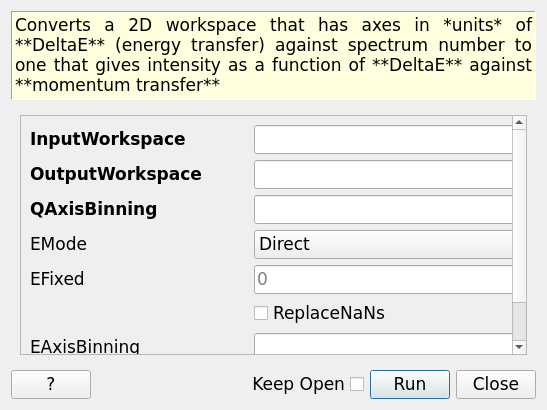 Converts a 2D workspace that has axes in *units* of
**DeltaE** (energy transfer) against spectrum number to
one that gives intensity as a function of **DeltaE** against
**momentum transfer**
InputWorkspace
OutputWorkspace
QAxisBinning
EMode Direct
EFixed 0
ReplaceNaNs
EAxisBinning
? Keep Open Run Close